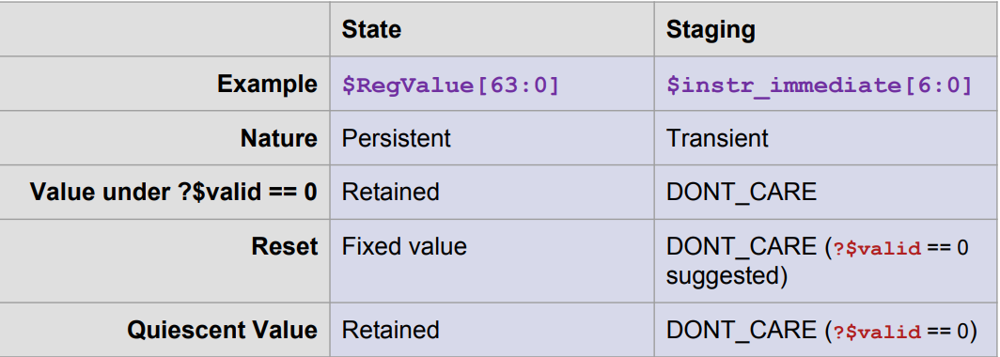 State Staging
Example $RegValue[63:0] $instr_immediate[6:0]
Nature Persistent Transient
Value under ?$valid == 0 Retained DONT_CARE
Reset Fixed value DONT_CARE (?$valid == 0
suggested)
Quiescent Value Retained DONT_CARE (?$valid == 0)